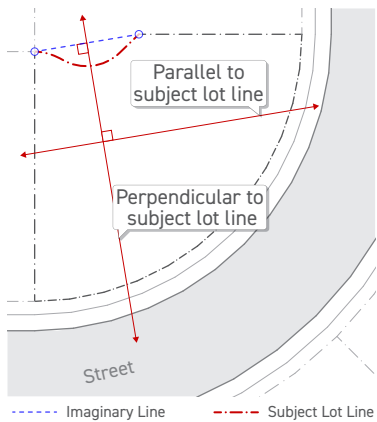 Parallel to
subject lot line
Perpendicular to
subject lot line
Street
Imaginary Line
Subject Lot Line